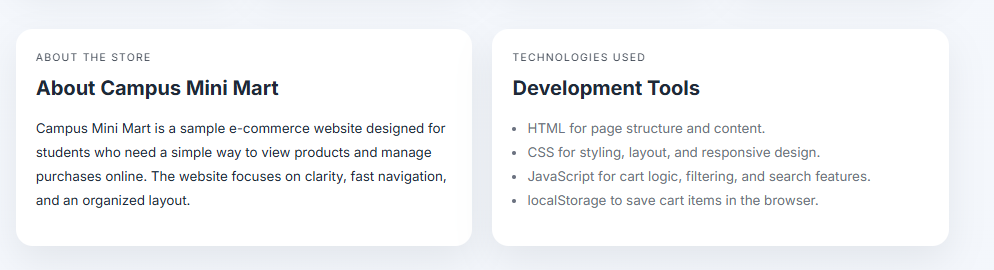 ABOUT THE STORE
About Campus Mini Mart
Campus Mini Mart is a sample e-commerce website designed for
students who need a simple way to view products and manage
purchases online. The website focuses on clarity, fast navigation,
and an organized layout.
TECHNOLOGIES USED
Development Tools
• HTML for page structure and content.
• CSS for styling, layout, and responsive design.
• JavaScript for cart logic, filtering, and search features.
• localStorage to save cart items in the browser.